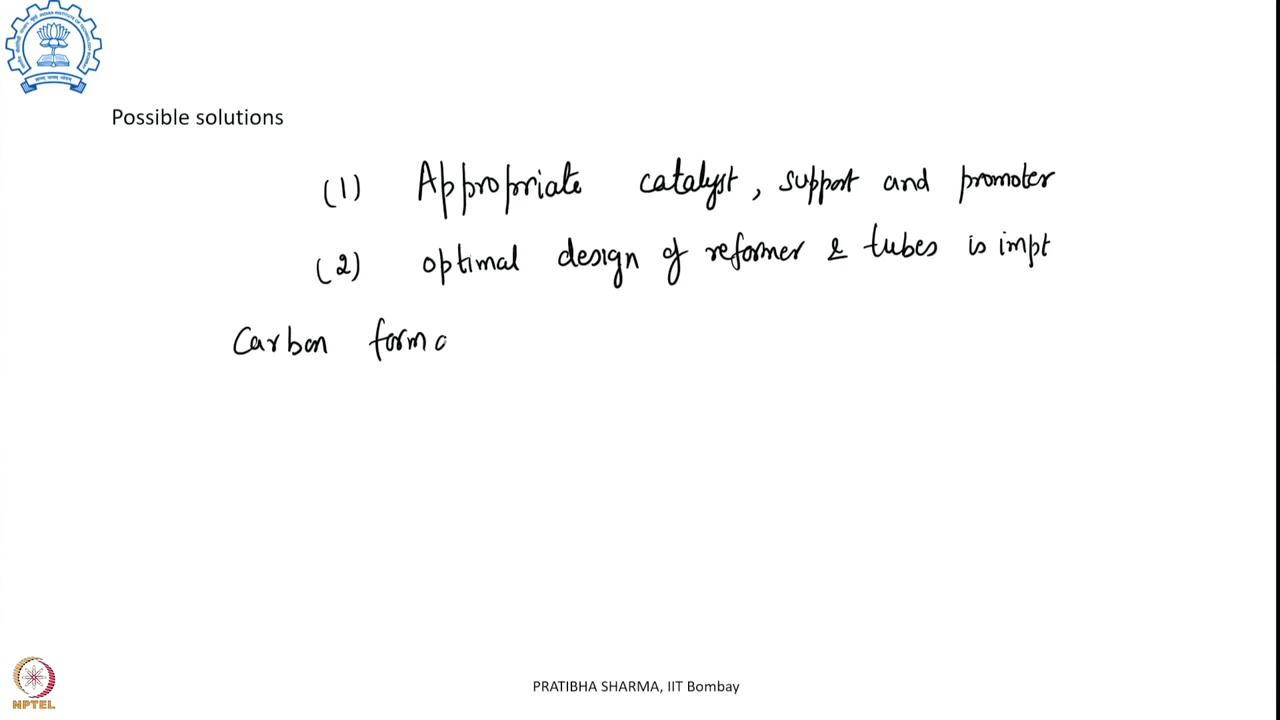 Possible solutions
(1) Appropriate catalyst, support and promoter
(2) optimal design of reformer & tubes is impt
Carbon forma
NPTEL
PRATIBHA SHARMA, IIT Bombay